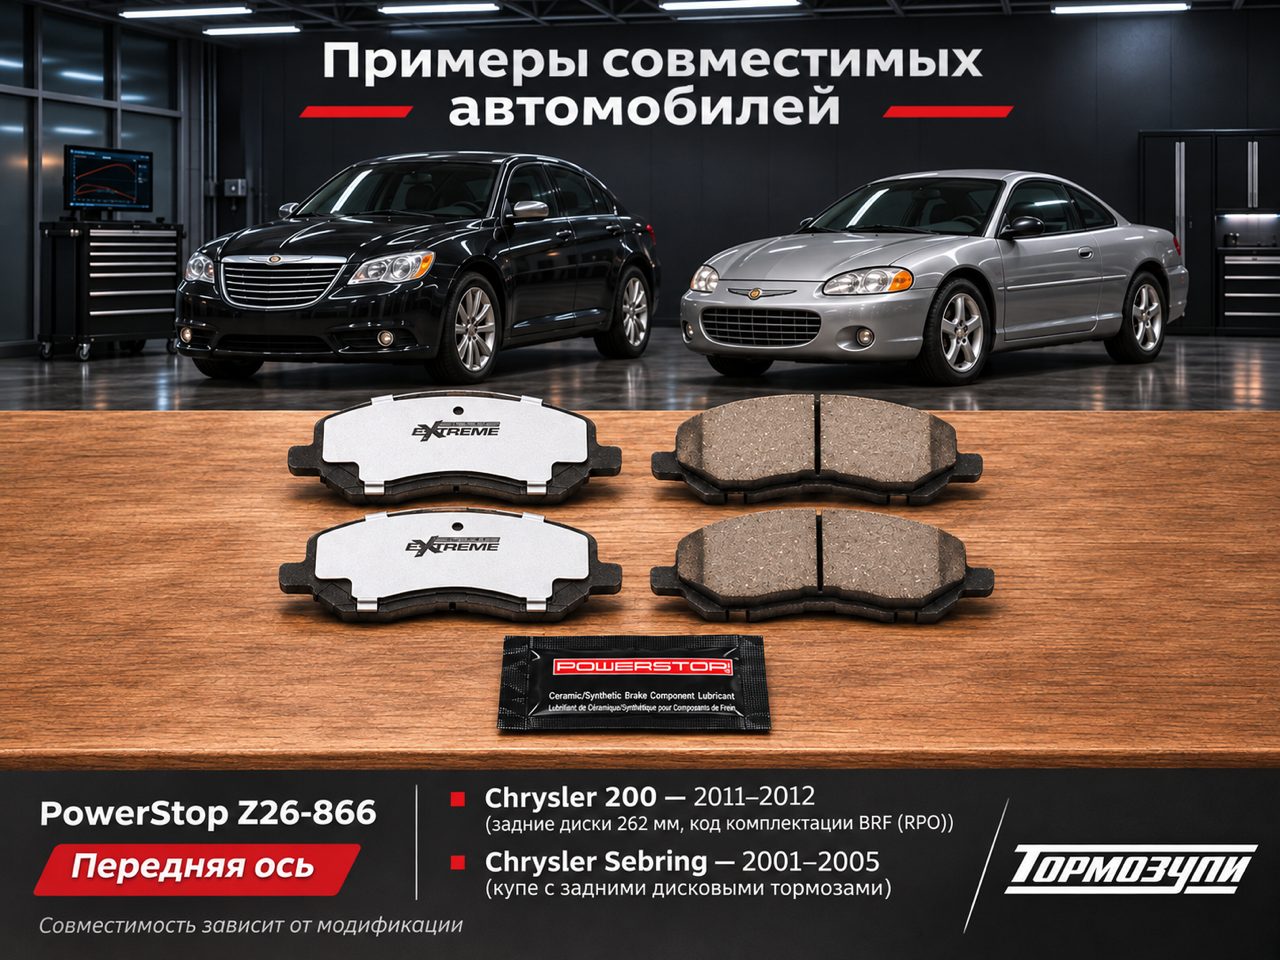 Примеры совместимых
автомобилей
EXTREME
EXTREME
POWERSTOP
Ceramic/Synthetic Brake Component Lubricant
Lubrifiant de Céramique/Synthétique pour Composants de Frein
PowerStop Z26-866
Передняя ось
Совместимость зависит от модификации
Chrysler 200 — 2011–2012
(задние диски 262 мм, код комплектации BRF (RPO))
Chrysler Sebring — 2001–2005
(купе с задними дисковыми тормозами)
ТОРМОЗУЛИ